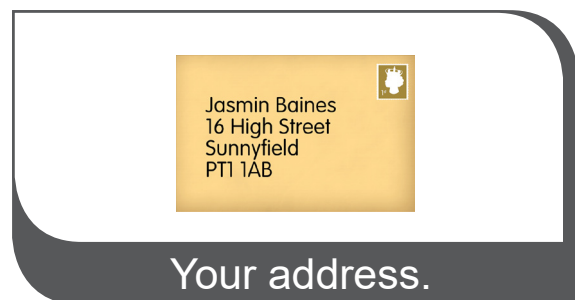 Jasmin Baines
16 High Street
Sunnyfield
PT1 1AB
Your address.